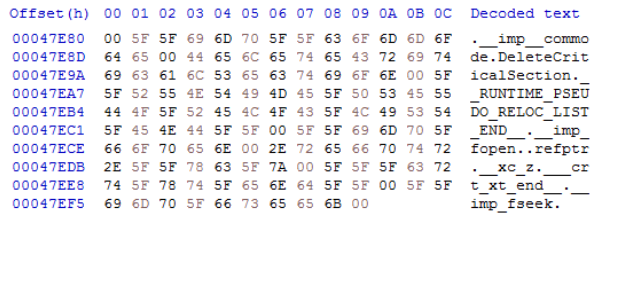 Offset(h) 00 01 02 03 04 05 06 07 08 09 0A 0B 0C Decoded text
00047E80 00 5F 5F 69 6D 70 5F 5F 63 6F 6D 6D 6F .__imp__commo
00047E8D 64 65 00 44 65 6C 65 74 65 43 72 69 74 de.DeleteCrit
00047E9A 69 63 61 6C 53 65 63 74 69 6F 6E 00 5F icalSection._
00047EA7 5F 52 55 4E 54 49 4D 45 5F 50 53 45 55 _RUNTIME_PSEU
00047EB4 44 4F 5F 52 45 4C 4F 43 5F 4C 49 53 54 DO_RELOC_LIST
00047EC1 5F 45 4E 44 5F 5F 00 5F 5F 69 6D 70 5F _END__.__imp_
00047ECE 66 6F 70 65 6E 00 2E 72 65 66 70 74 72 fopen..refptr
00047EDB 2E 5F 5F 78 63 5F 7A 00 5F 5F 5F 63 72 .__xc_z.___cr
00047EE8 74 5F 78 74 5F 65 6E 64 5F 5F 00 5F 5F t_xt_end__.__
00047EF5 69 6D 70 5F 66 73 65 65 6B 00 imp_fseek.